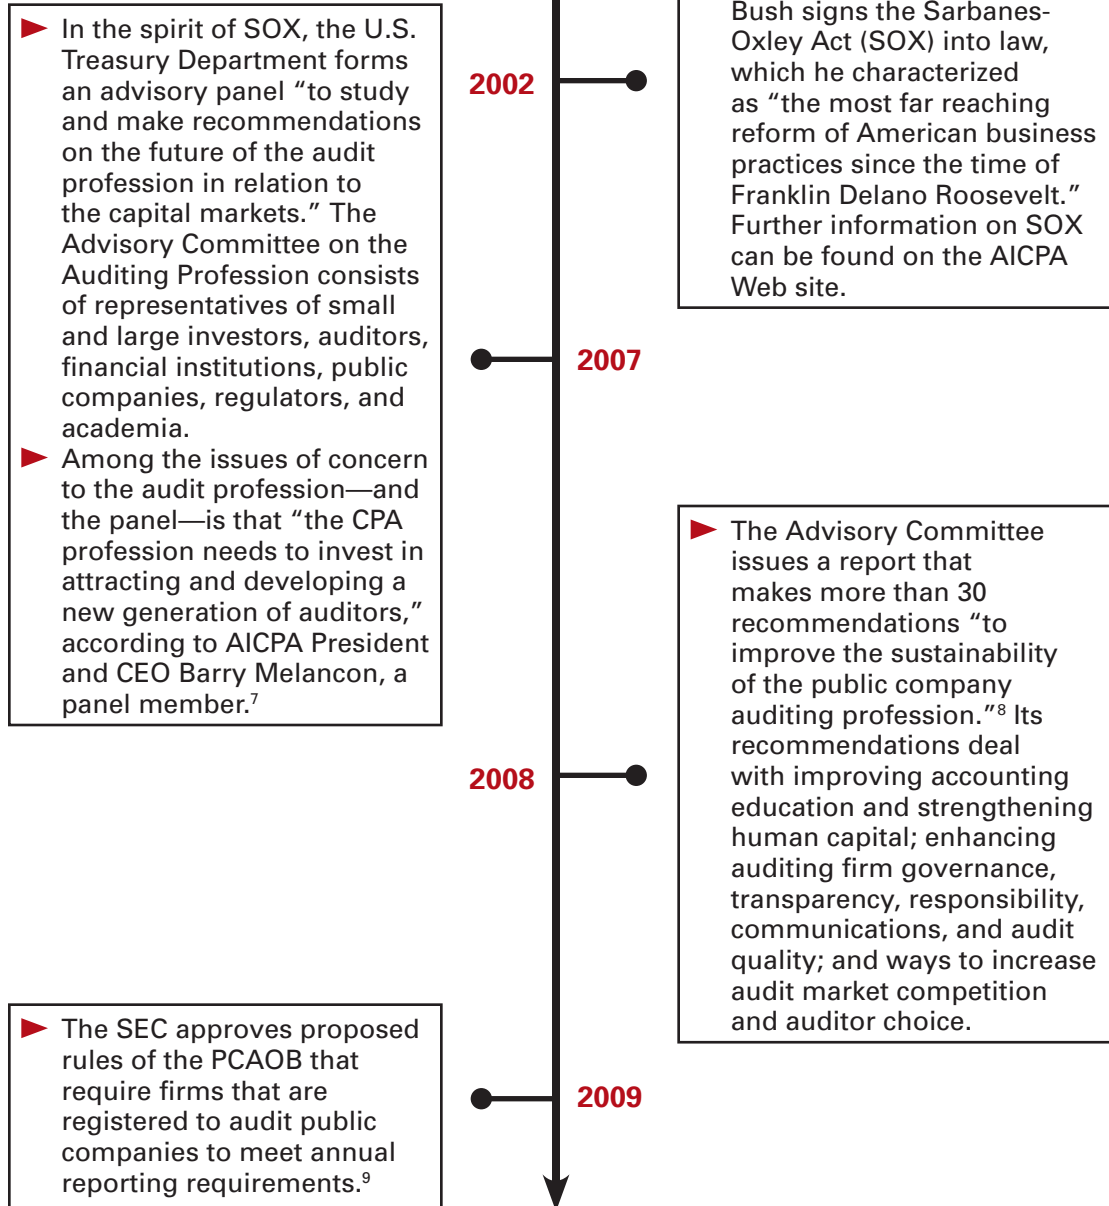 Bush signs the Sarbanes-
Oxley Act (SOX) into law,
which he characterized
as “the most far reaching
reform of American business
practices since the time of
Franklin Delano Roosevelt.”
Further information on SOX
can be found on the AICPA
Web site.
2002
In the spirit of SOX, the U.S.
Treasury Department forms
an advisory panel “to study
and make recommendations
on the future of the audit
profession in relation to
the capital markets.” The
Advisory Committee on the
Auditing Profession consists
of representatives of small
and large investors, auditors,
financial institutions, public
companies, regulators, and
academia.
Among the issues of concern
to the audit profession—and
the panel—is that “the CPA
profession needs to invest in
attracting and developing a
new generation of auditors,”
according to AICPA President
and CEO Barry Melancon, a
panel member.⁷
2007
The Advisory Committee
issues a report that
makes more than 30
recommendations “to
improve the sustainability
of the public company
auditing profession.”⁸ Its
recommendations deal
with improving accounting
education and strengthening
human capital; enhancing
auditing firm governance,
transparency, responsibility,
communications, and audit
quality; and ways to increase
audit market competition
and auditor choice.
2008
The SEC approves proposed
rules of the PCAOB that
require firms that are
registered to audit public
companies to meet annual
reporting requirements.⁹
2009